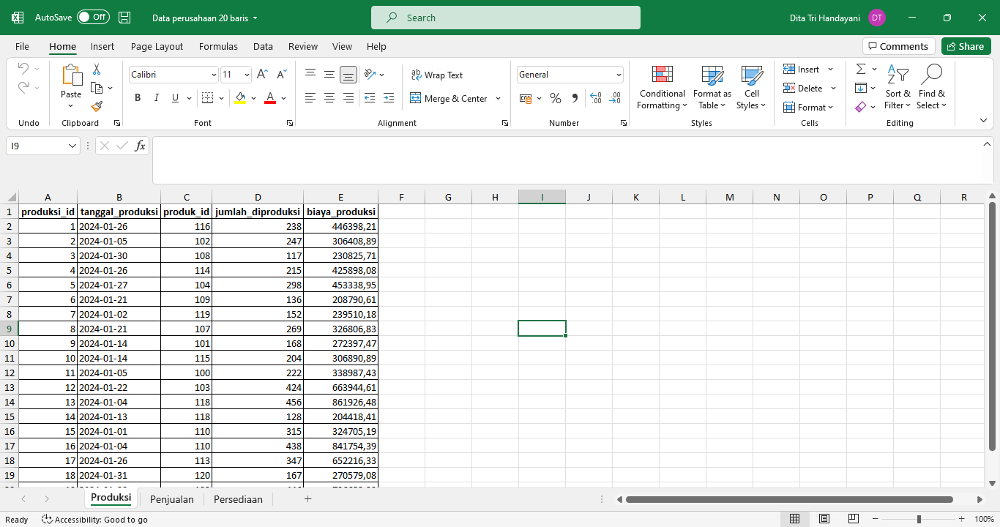 AutoSave Off Data perusahaan 20 baris Search Dita Tri Handayani DT
File Home Insert Page Layout Formulas Data Review View Help Comments Share
Calibri 11 Wrap Text General Insert
Paste Merge & Center Conditional Formatting Format as Table Cell Styles Delete Sort & Filter Find & Select
Format
Undo Clipboard Font Alignment Number Styles Cells Editing
I9 fx
A B C D E F G H I J K L M N O P Q R
1 produksi_id tanggal_produksi produk_id jumlah_diproduksi biaya_produksi
2 1 2024-01-26 116 238 446398,21
3 2 2024-01-05 102 247 306408,89
4 3 2024-01-30 108 117 230825,71
5 4 2024-01-26 114 215 425898,08
6 5 2024-01-27 104 298 453338,95
7 6 2024-01-21 109 136 208790,61
8 7 2024-01-02 119 152 239510,18
9 8 2024-01-21 107 269 326806,83
10 9 2024-01-14 101 168 272397,47
11 10 2024-01-14 115 204 306890,89
12 11 2024-01-05 100 222 338987,43
13 12 2024-01-22 103 424 663944,61
14 13 2024-01-04 118 456 861926,48
15 14 2024-01-13 118 128 204418,41
16 15 2024-01-01 110 315 324705,19
17 16 2024-01-04 110 438 841754,39
18 17 2024-01-26 113 347 652216,33
19 18 2024-01-31 120 167 270579,08
Produksi Penjualan Persediaan
Ready Accessibility: Good to go 100%